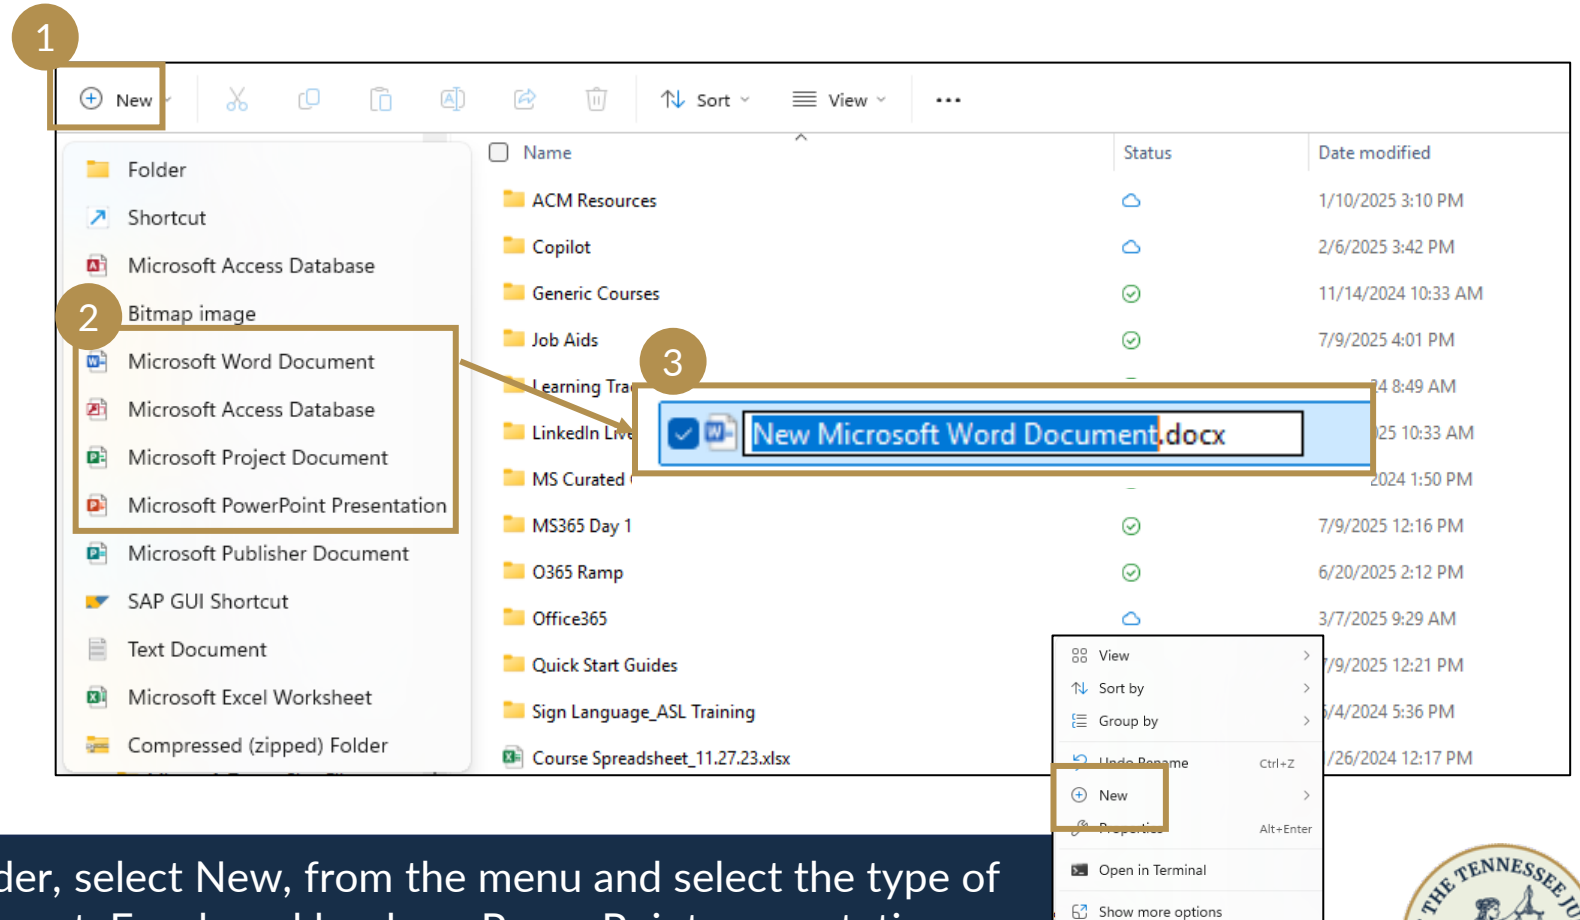 1
New
Sort
View
Folder
Shortcut
Microsoft Access Database
Bitmap image
2
Microsoft Word Document
Microsoft Access Database
Microsoft Project Document
Microsoft PowerPoint Presentation
Microsoft Publisher Document
SAP GUI Shortcut
Text Document
Microsoft Excel Worksheet
Compressed (zipped) Folder
Name Status Date modified
ACM Resources 1/10/2025 3:10 PM
Copilot 2/6/2025 3:42 PM
Generic Courses 11/14/2024 10:33 AM
Job Aids 7/9/2025 4:01 PM
3
Learning 8:49 AM
New Microsoft Word Document.docx
LinkedIn 10:33 AM
MS Curated 2024 1:50 PM
MS365 Day 1 7/9/2025 12:16 PM
O365 Ramp 6/20/2025 2:12 PM
Office365 3/7/2025 9:29 AM
Quick Start Guides 7/9/2025 12:21 PM
Sign Language_ASL Training /4/2024 5:36 PM
Course Spreadsheet_11.27.23.xlsx /26/2024 12:17 PM
View
Sort by
Group by
Undo Rename Ctrl+Z
New
Properties Alt+Enter
Open in Terminal
Show more options
der, select New, from the menu and select the type of
THE TENNESSEE